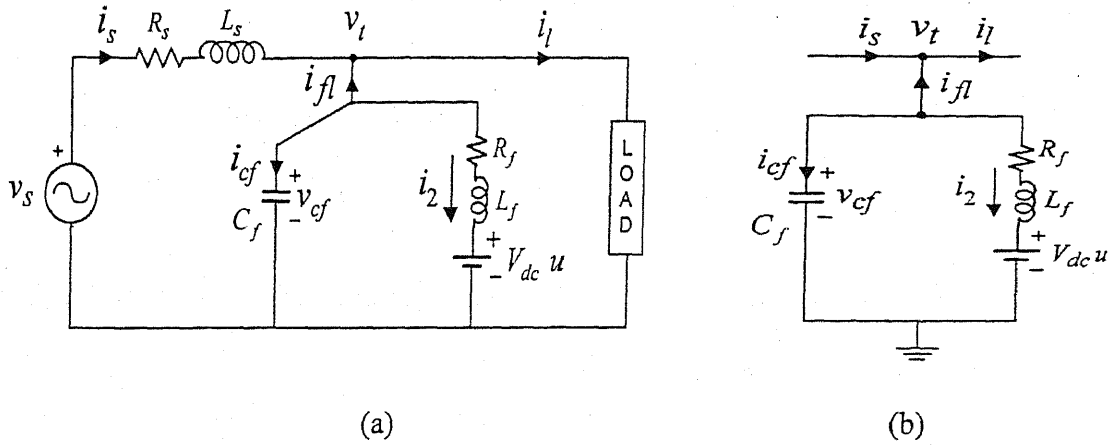 i_s R_s L_s v_t i_l
i_fl
+
v_s
i_cf + v_cf −
C_f
i_2
R_f
L_f
+ V_dc u −
LOAD
(a)
i_s v_t i_l
i_fl
i_cf + v_cf −
C_f
i_2
R_f
L_f
+ V_dc u −
(b)